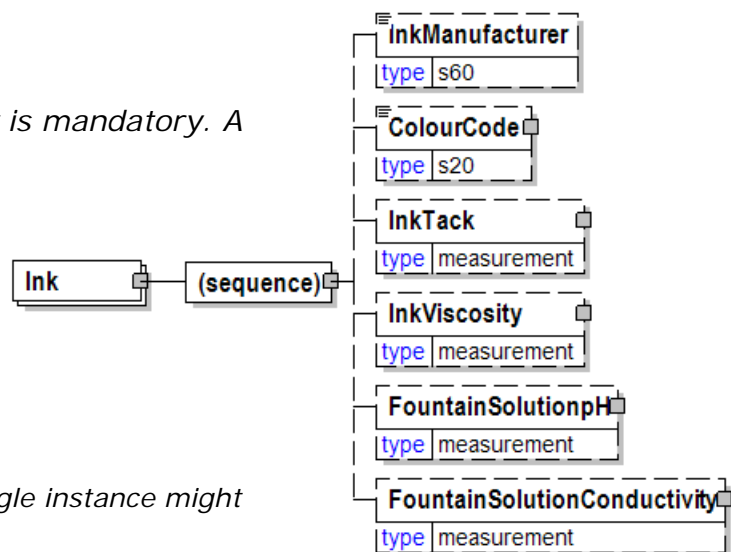 InkManufacturer
type s60
is mandatory. A
ColourCode
type s20
InkTack
type measurement
Ink
(sequence)
InkViscosity
type measurement
FountainSolutionpH
type measurement
gle instance might
FountainSolutionConductivity
type measurement